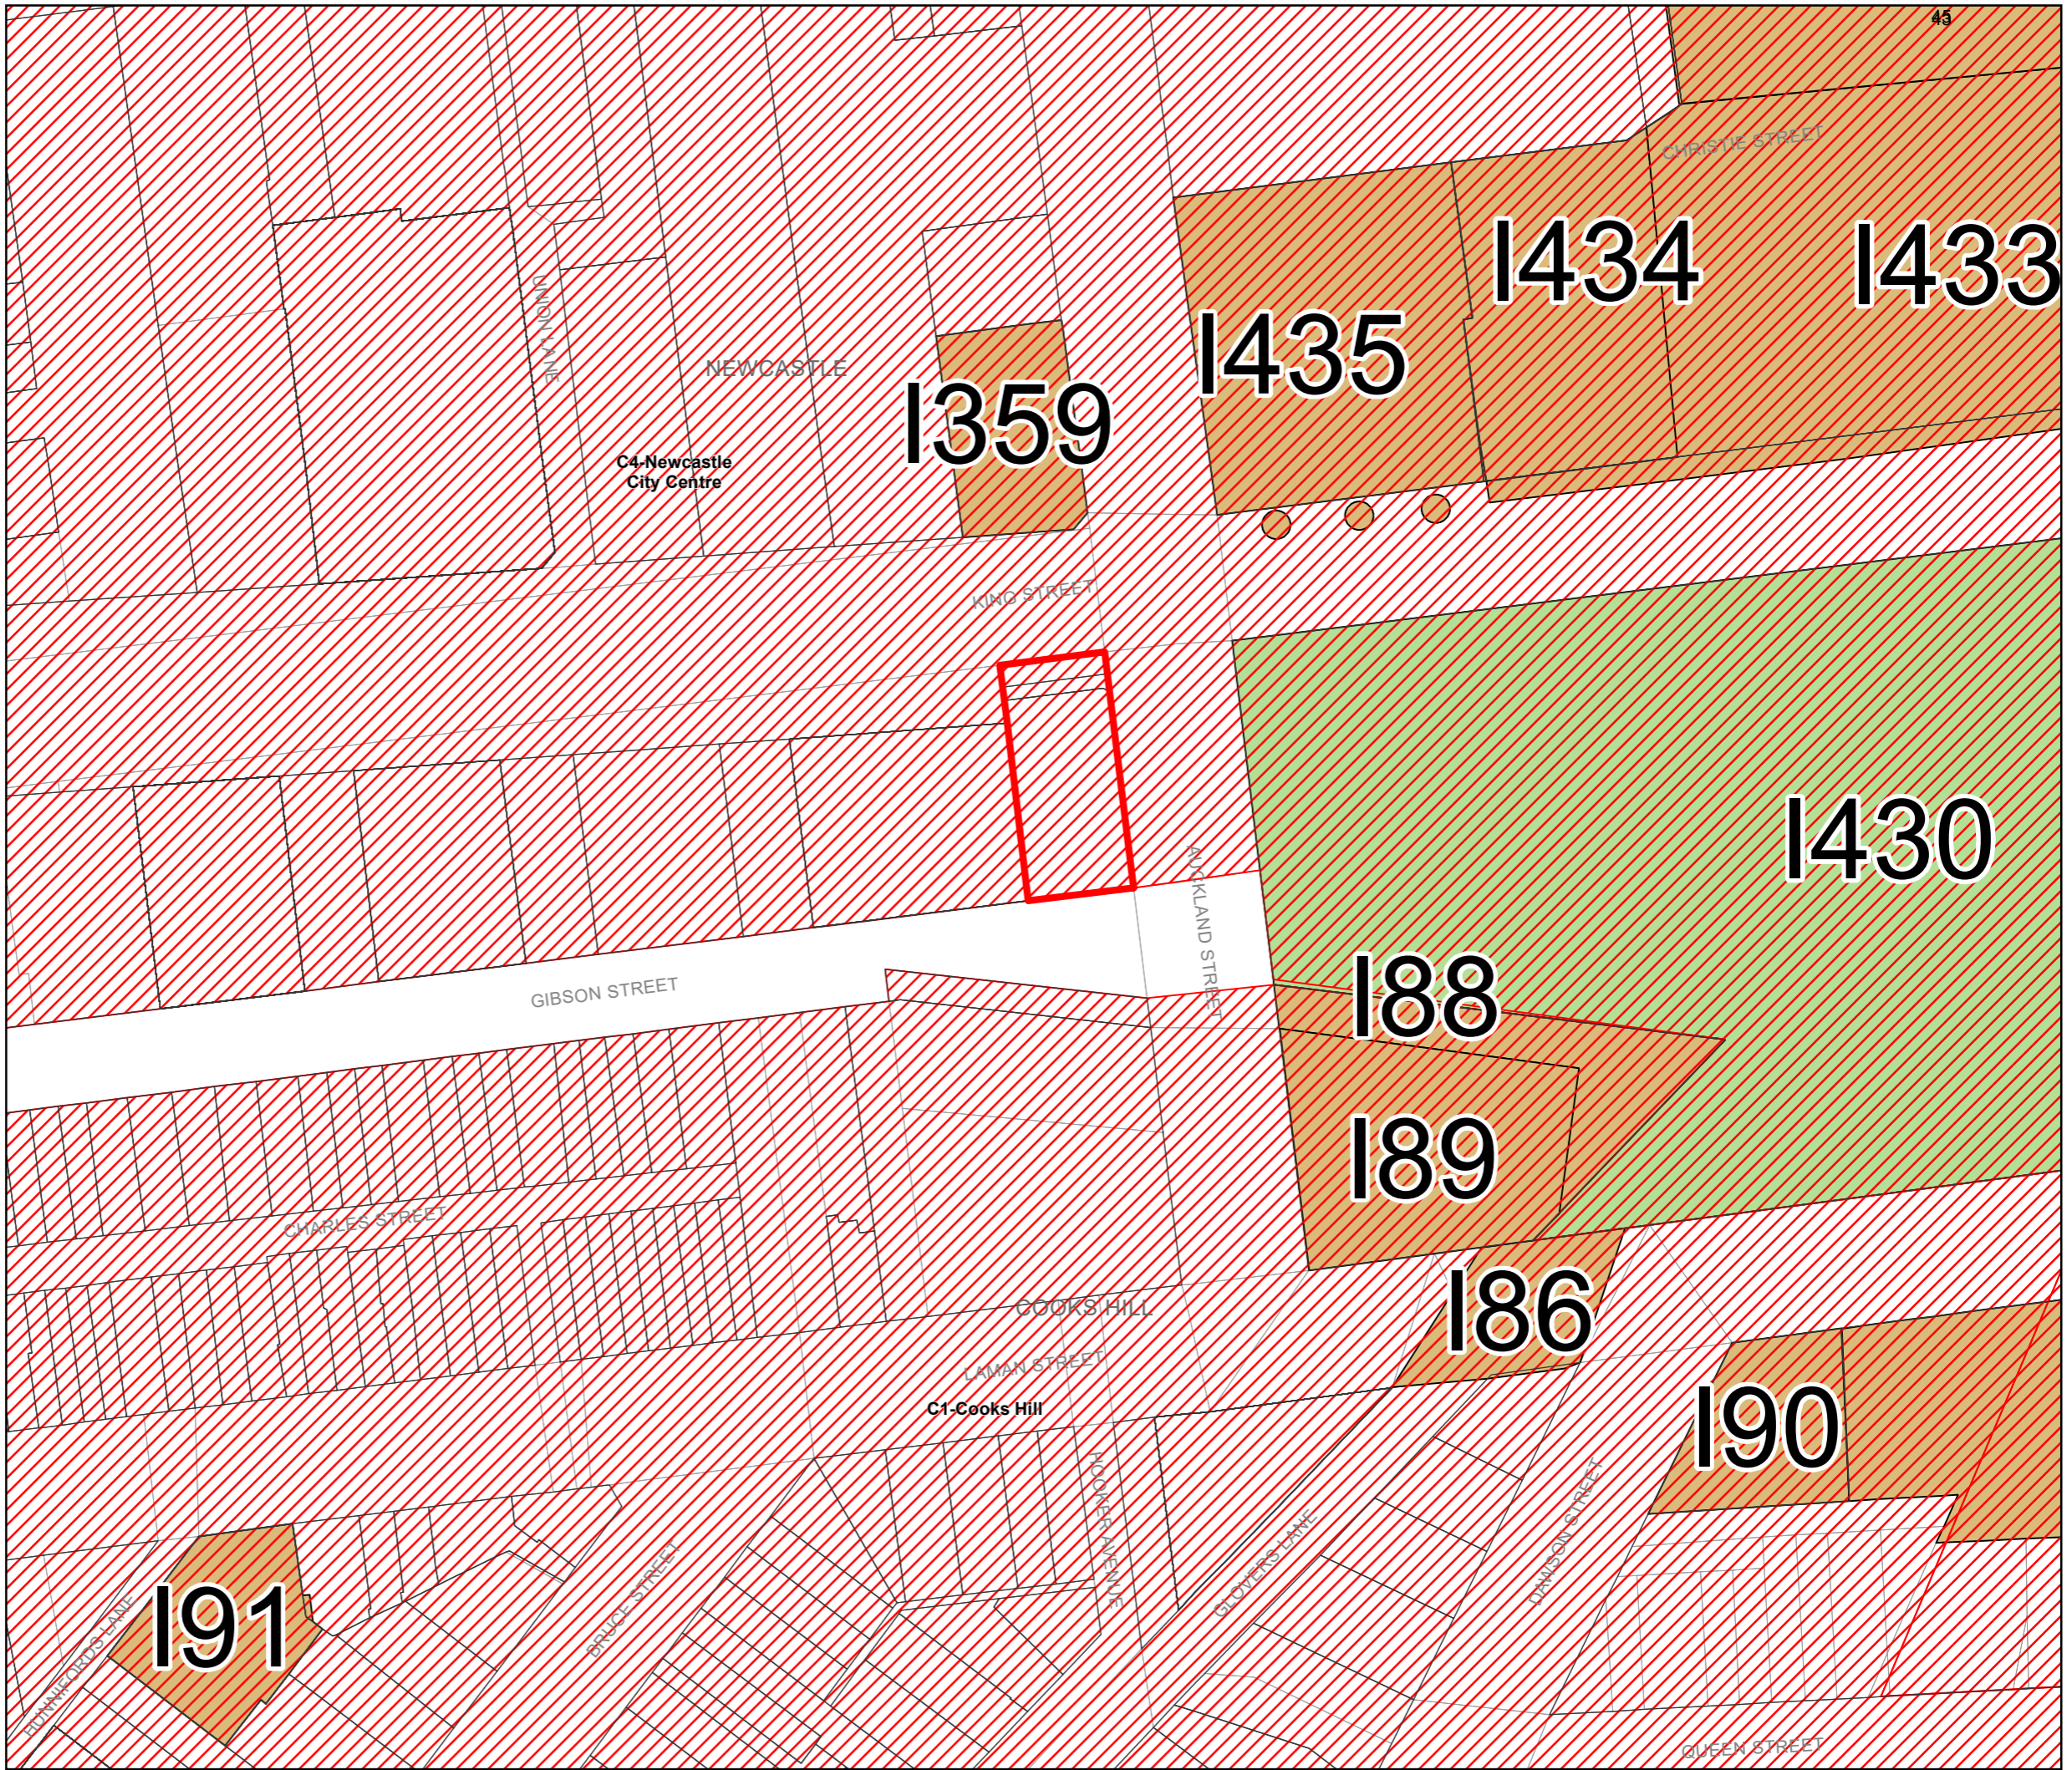 45
CHRISTIE STREET
I434
I433
I435
UNION LANE
NEWCASTLE
I359
C4-Newcastle
City Centre
KING STREET
I430
AUCKLAND STREET
I88
GIBSON STREET
I89
CHARLES STREET
I86
COOKS HILL
LAMAN STREET
C1-Cooks Hill
I90
HOOKER AVENUE
GLOVERS LANE
DAWSON STREET
BRUCE STREET
I91
HUNNIFORDS LANE
QUEEN STREET